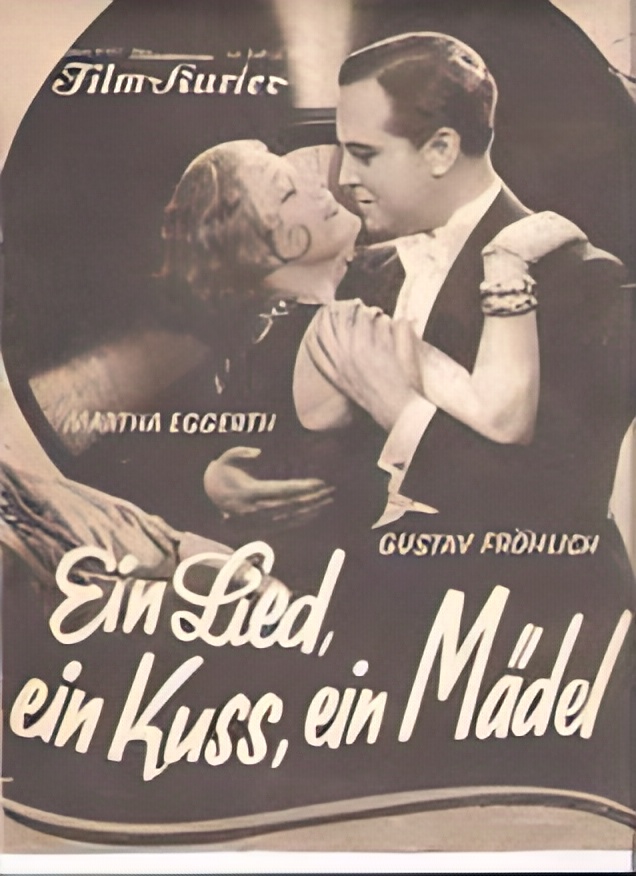 Film-Kurier
MARTHA EGGERTH
GUSTAV FRÖHLICH
Ein Lied,
ein Kuss, ein Mädel